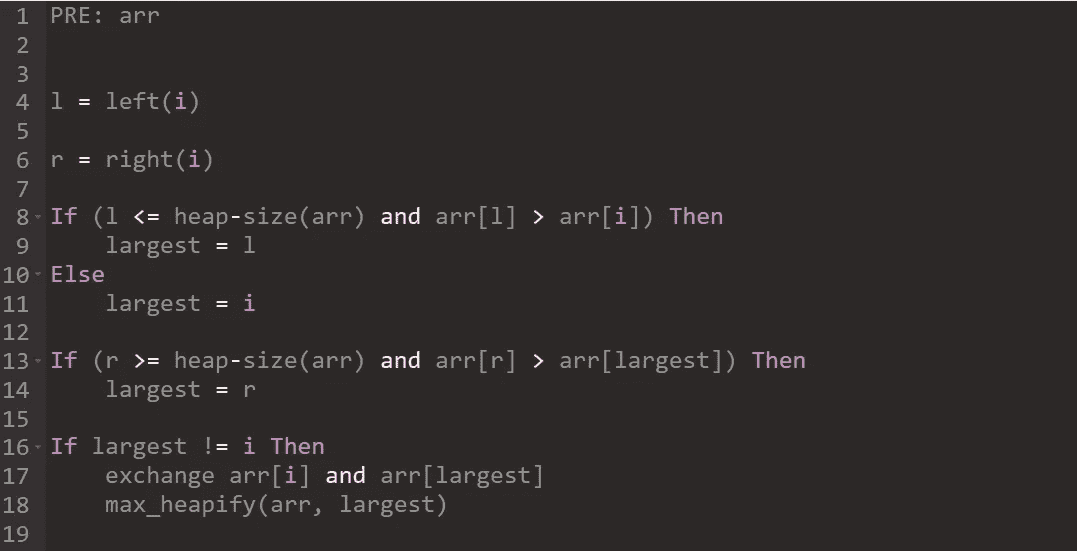 1 PRE: arr
2
3
4 l = left(i)
5
6 r = right(i)
7
8 If (l <= heap-size(arr) and arr[l] > arr[i]) Then
9     largest = l
10 Else
11     largest = i
12
13 If (r >= heap-size(arr) and arr[r] > arr[largest]) Then
14     largest = r
15
16 If largest != i Then
17     exchange arr[i] and arr[largest]
18     max_heapify(arr, largest)
19